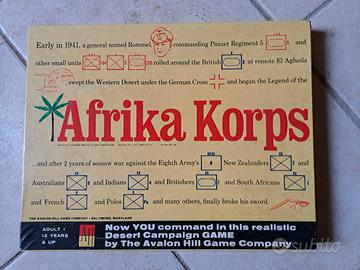 Early in 1941, a general named Rommel, commanding Panzer Regiment 5 and
other small units rolled around the British at remote El Agheila
, swept the Western Desert under the German Cross and began the Legend of the
Afrika Korps
...and after 2 years of seesaw war against the Eighth Army's New Zealanders
Australians and Indians and Britishers and South Africans
and French and Poles and many others, finally broke his sword.
THE AVALON HILL GAME COMPANY • BALTIMORE, MARYLAND
ADULT •
12 YEARS
& UP
Now YOU command in this realistic
Desert Campaign GAME
by The Avalon Hill Game Company
subito